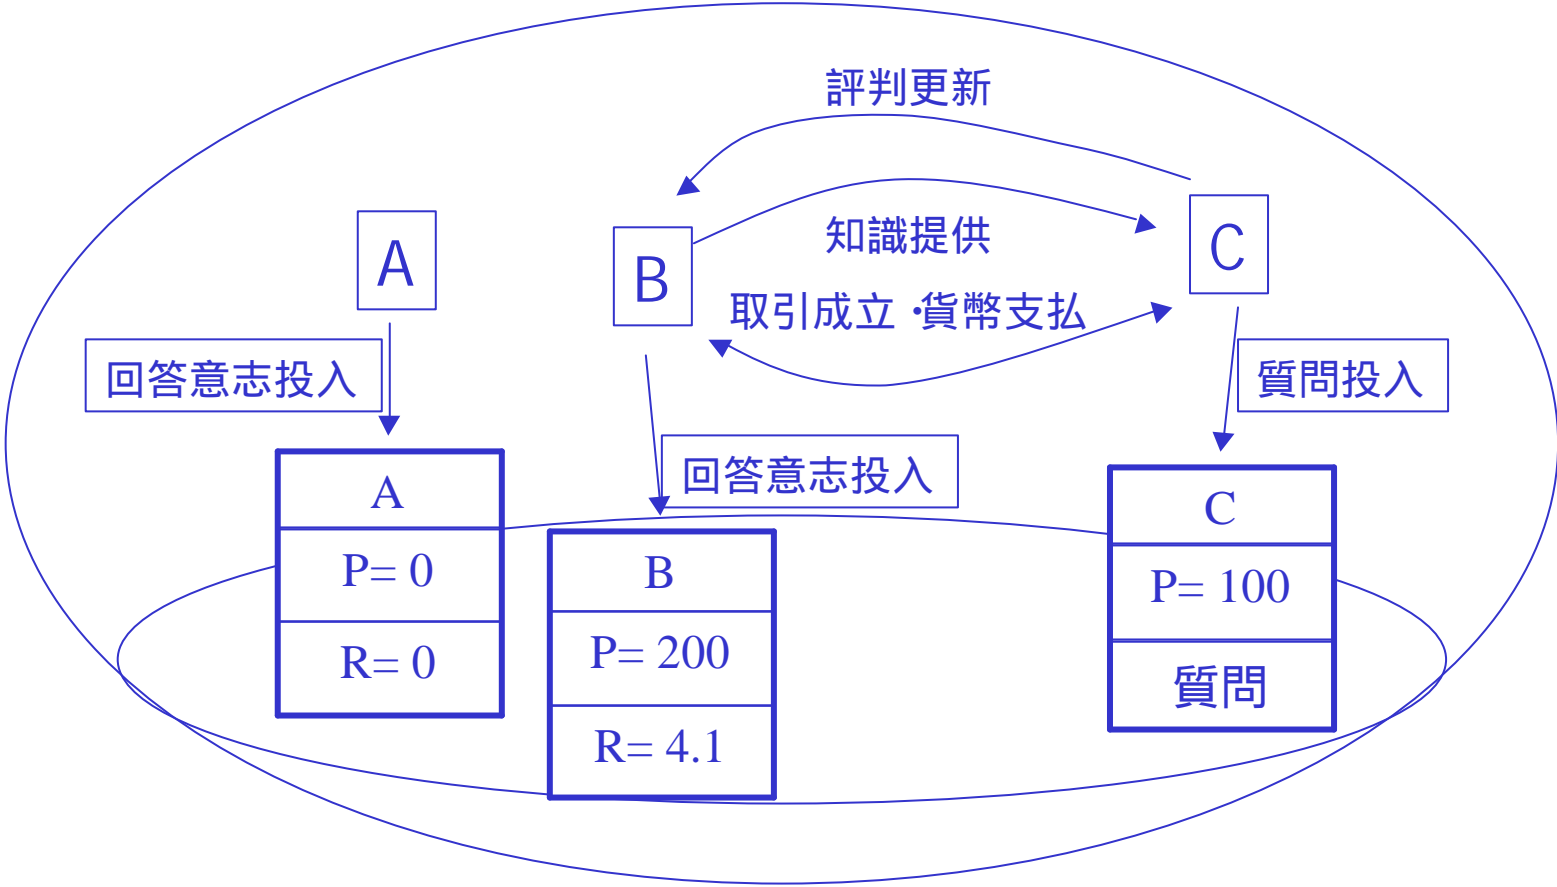 評判更新
知識提供
取引成立・貨幣支払
A
B
C
回答意志投入
質問投入
回答意志投入
A
P= 0
R= 0
B
P= 200
R= 4.1
C
P= 100
質問